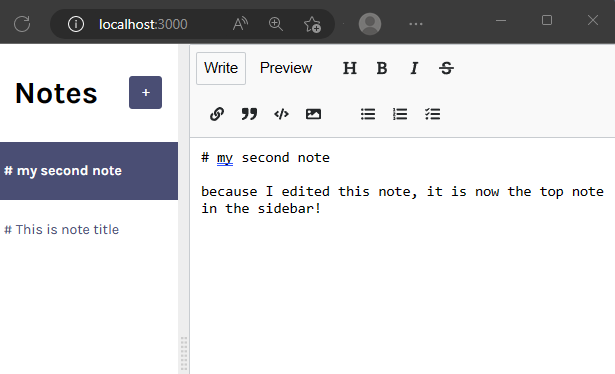 localhost:3000
Notes
+
Write Preview H B I S
# my second note
# This is note title
# my second note
because I edited this note, it is now the top note
in the sidebar!